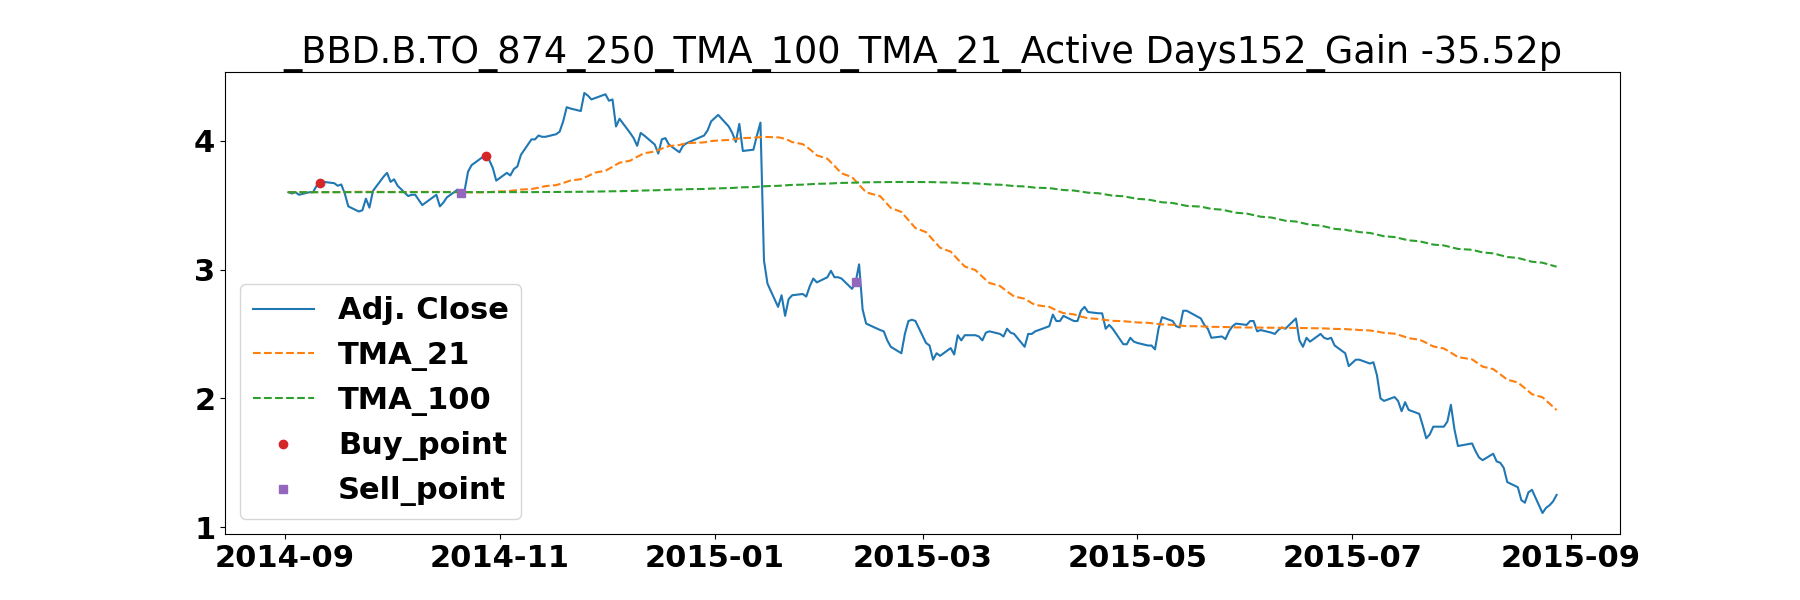 _BBD.B.TO_874_250_TMA_100_TMA_21_Active Days152_Gain -35.52p
4
3
2
1
Adj. Close
TMA_21
TMA_100
Buy_point
Sell_point
2014-09 2014-11 2015-01 2015-03 2015-05 2015-07 2015-09